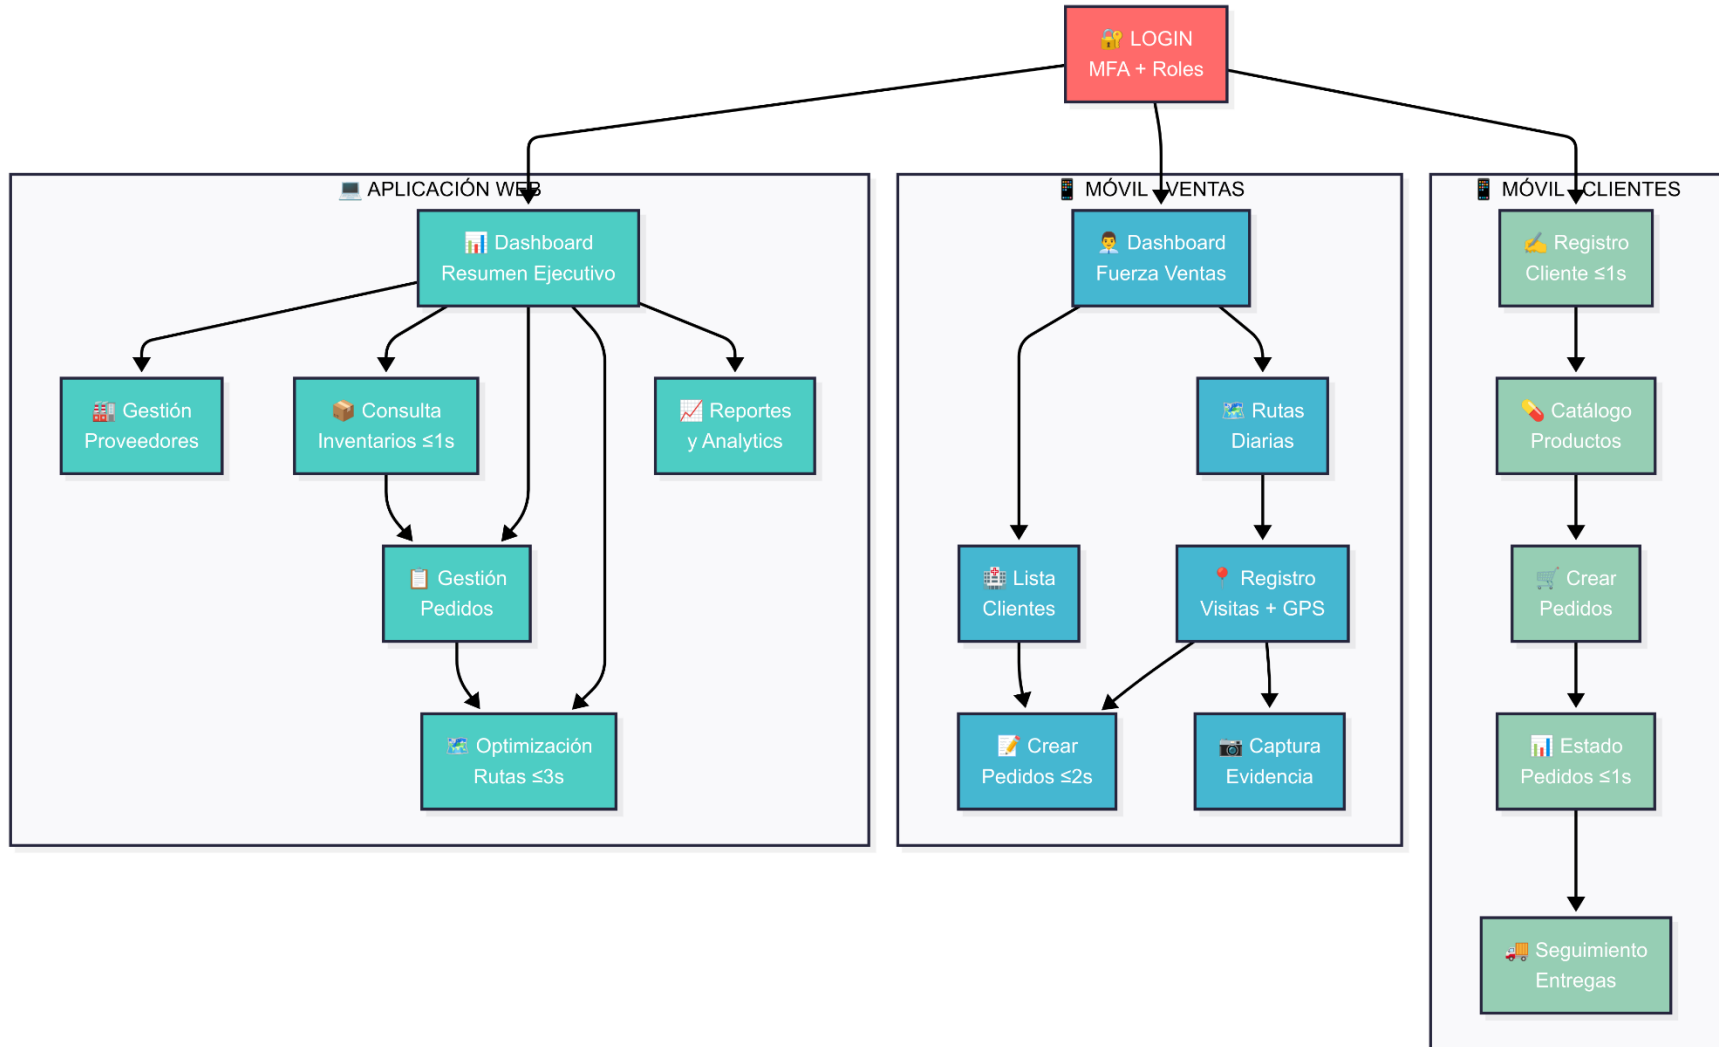 🔐 LOGIN
MFA + Roles
💻 APLICACIÓN WEB
📊 Dashboard
Resumen Ejecutivo
🏭 Gestión
Proveedores
📦 Consulta
Inventarios ≤1s
📈 Reportes
y Analytics
📋 Gestión
Pedidos
🗺️ Optimización
Rutas ≤3s
📱 MÓVIL VENTAS
👨‍💼 Dashboard
Fuerza Ventas
🗺️ Rutas
Diarias
🏥 Lista
Clientes
📍 Registro
Visitas + GPS
📝 Crear
Pedidos ≤2s
📷 Captura
Evidencia
📱 MÓVIL CLIENTES
✍️ Registro
Cliente ≤1s
💊 Catálogo
Productos
🛒 Crear
Pedidos
📊 Estado
Pedidos ≤1s
🚚 Seguimiento
Entregas